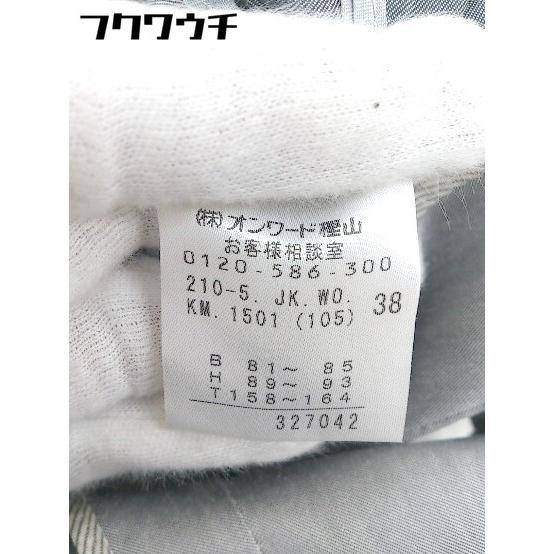 フクワウチ
(株)オンワード樫山
お客様相談室
0120-586-300
210-5. JK. WO. 38
KM. 1501 (105)
B 81～ 85
H 89～ 93
T 158～164
327042